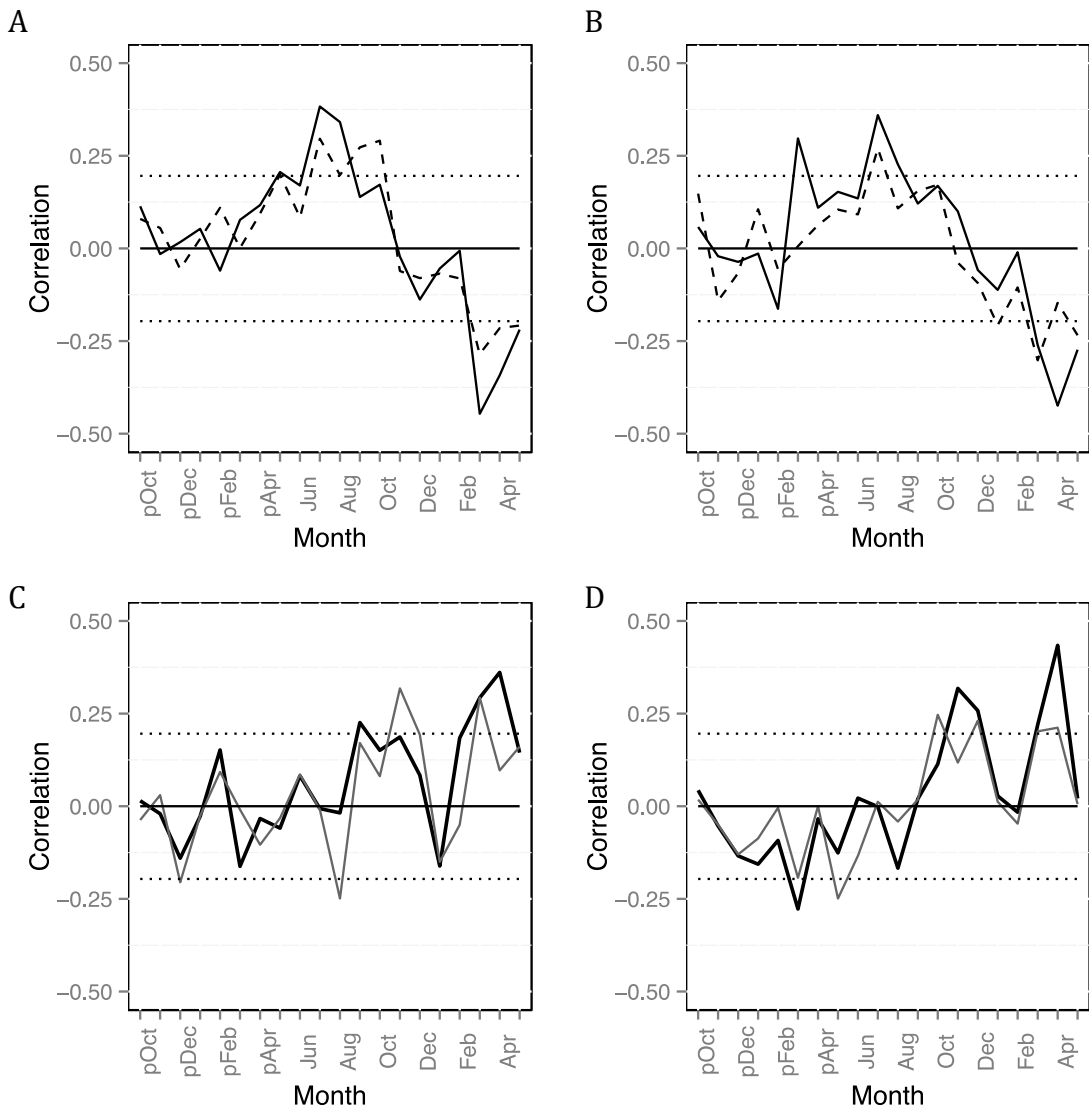 A
0.50
0.25
0.00
−0.25
−0.50
Correlation
pOct
pDec
pFeb
pApr
Jun
Aug
Oct
Dec
Feb
Apr
Month
B
0.50
0.25
0.00
−0.25
−0.50
Correlation
pOct
pDec
pFeb
pApr
Jun
Aug
Oct
Dec
Feb
Apr
Month
C
0.50
0.25
0.00
−0.25
−0.50
Correlation
pOct
pDec
pFeb
pApr
Jun
Aug
Oct
Dec
Feb
Apr
Month
D
0.50
0.25
0.00
−0.25
−0.50
Correlation
pOct
pDec
pFeb
pApr
Jun
Aug
Oct
Dec
Feb
Apr
Month